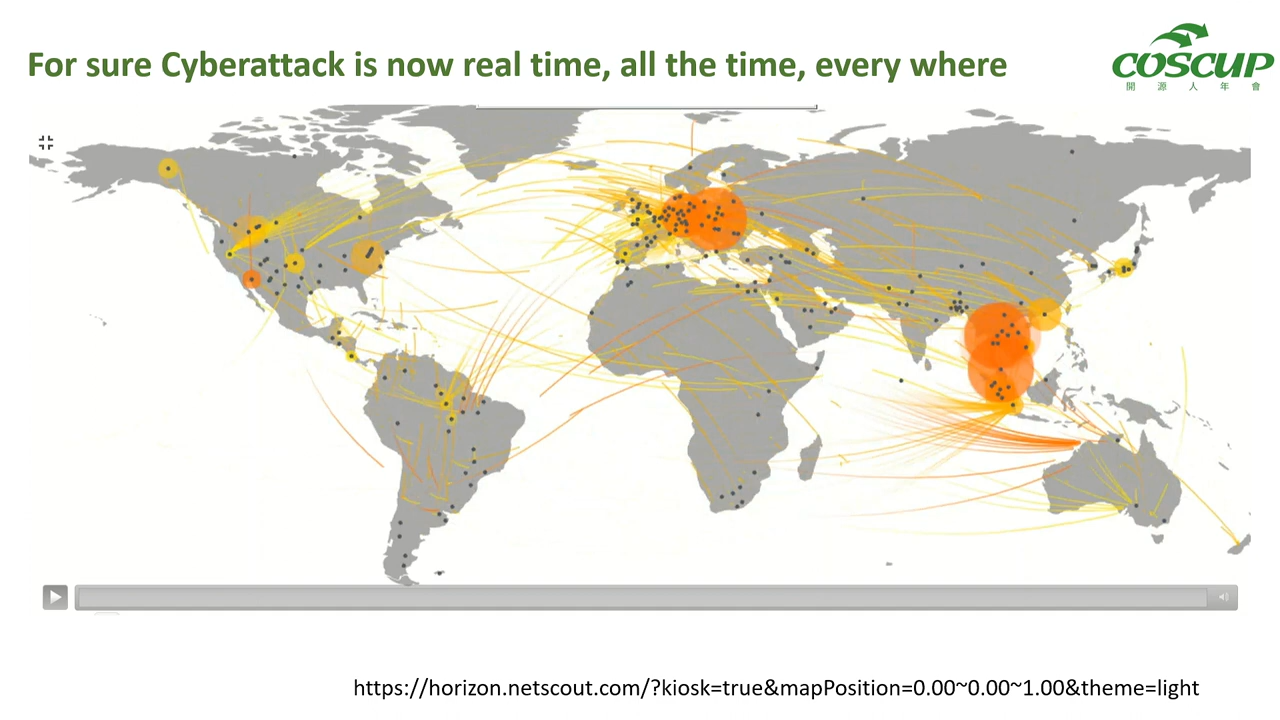 For sure Cyberattack is now real time, all the time, every where
COSCUP
開源人年會
https://horizon.netscout.com/?kiosk=true&mapPosition=0.00~0.00~1.00&theme=light